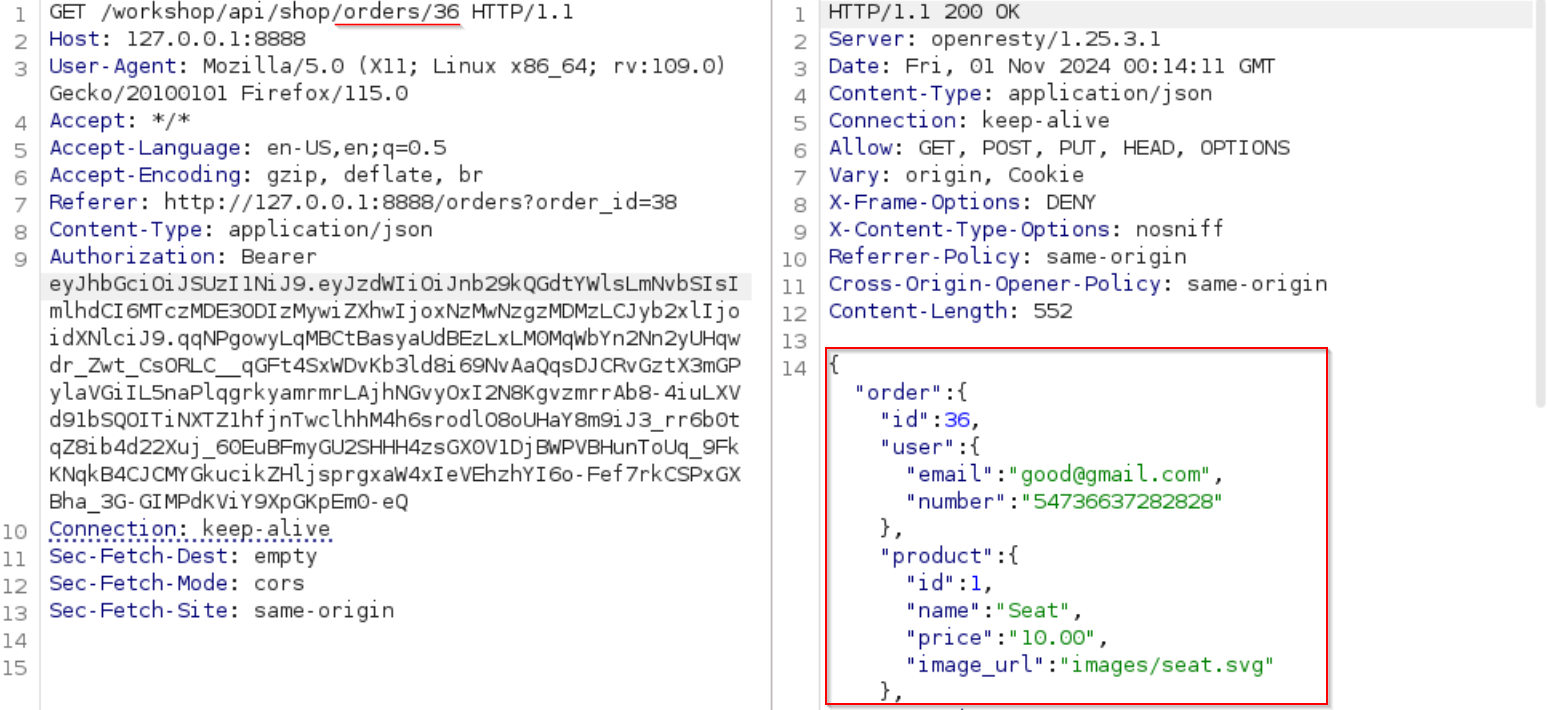 1 GET /workshop/api/shop/orders/36 HTTP/1.1
2 Host: 127.0.0.1:8888
3 User-Agent: Mozilla/5.0 (X11; Linux x86_64; rv:109.0)
Gecko/20100101 Firefox/115.0
4 Accept: */*
5 Accept-Language: en-US,en;q=0.5
6 Accept-Encoding: gzip, deflate, br
7 Referer: http://127.0.0.1:8888/orders?order_id=38
8 Content-Type: application/json
9 Authorization: Bearer
eyJhbGciOiJSUzI1NiJ9.eyJzdWIiOiJnb29kQGdtYWlsLmNvbSIsI
mlhdCI6MTczMDE3ODIzMywiZXhwIjoxNzMwNzgzMDMzLCJyb2xlIjo
idXNlciJ9.qqNPgowyLqMBCtBasyaUdBEzLxLM0MqWbYn2Nn2yUHqw
dr_Zwt_CsORLC__qGFt4SxWDvKb3ld8i69NvAaQqsDJCRvGztX3mGP
ylaVGiIL5naPlqgrkyamrmrLAjhNGvyOxI2N8KgvzmrrAb8-4iuLXV
d91bSQOITiNXTZ1hfjnTwclhhM4h6srodlO8oUHaY8m9iJ3_rr6b0t
qZ8ib4d22Xuj_60EuBFmyGU2SHHH4zsGX0V1DjBWPVBHunToUq_9Fk
KNqkB4CJCMYGkucikZHljsprgxaW4xIeVEhzhYI6o-Fef7rkCSPxGX
Bha_3G-GIMPdKViY9XpGKpEm0-eQ
10 Connection: keep-alive
11 Sec-Fetch-Dest: empty
12 Sec-Fetch-Mode: cors
13 Sec-Fetch-Site: same-origin
14
15
1 HTTP/1.1 200 OK
2 Server: openresty/1.25.3.1
3 Date: Fri, 01 Nov 2024 00:14:11 GMT
4 Content-Type: application/json
5 Connection: keep-alive
6 Allow: GET, POST, PUT, HEAD, OPTIONS
7 Vary: origin, Cookie
8 X-Frame-Options: DENY
9 X-Content-Type-Options: nosniff
10 Referrer-Policy: same-origin
11 Cross-Origin-Opener-Policy: same-origin
12 Content-Length: 552
13
14 {
"order":{
"id":36,
"user":{
"email":"good@gmail.com",
"number":"54736637282828"
},
"product":{
"id":1,
"name":"Seat",
"price":"10.00",
"image_url":"images/seat.svg"
},